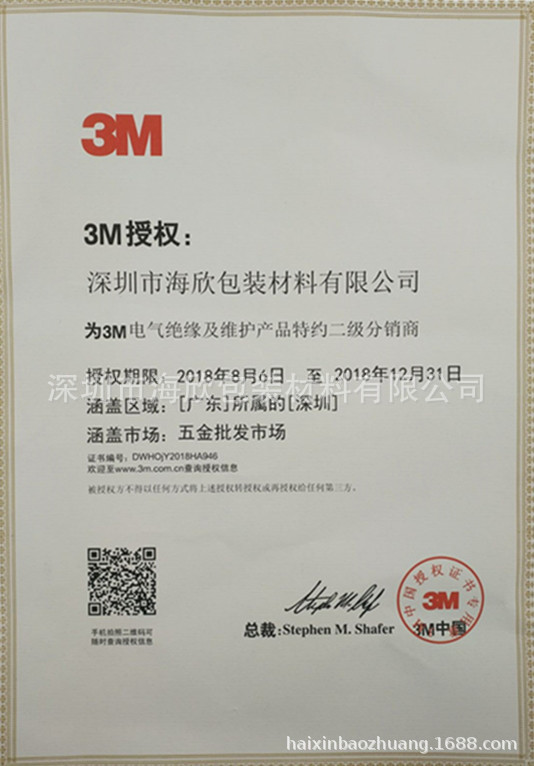 3M
3M授权：
深圳市海欣包装材料有限公司
为3M电气绝缘及维护产品特约二级分销商
授权期限：2018年8月6日 至 2018年12月31日
深圳市海欣包装材料有限公司
涵盖区域：[广东]所属的[深圳]
涵盖市场：五金批发市场
证书编号：DWHOjY2018HA946
欢迎至www.3m.com.cn查询授权信息
被授权方不得以任何方式将上述授权转授权或再授权给任何第三方。
手机拍照二维码可
随时查询授权信息
总裁：Stephen M. Shafer
中国授权证书专用
3M
3M中国
haixinbaozhuang.1688.com